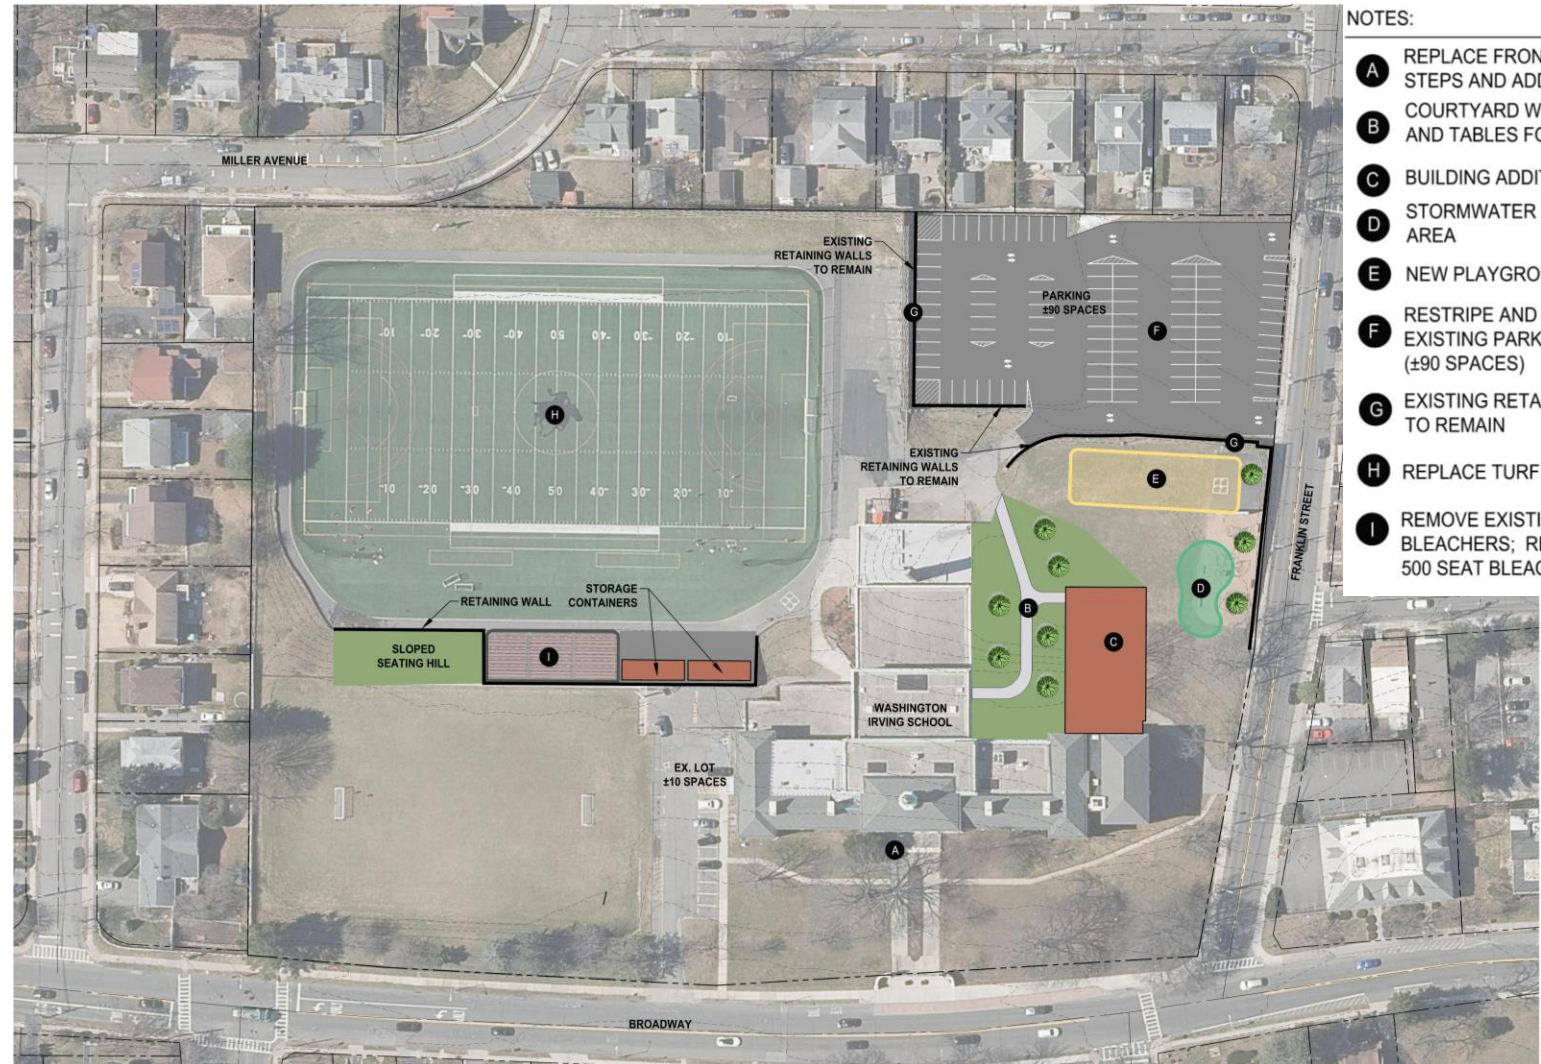 NOTES:
A REPLACE FRON
STEPS AND ADD
B COURTYARD W
AND TABLES FO
C BUILDING ADDIT
D STORMWATER
AREA
E NEW PLAYGRO
F RESTRIPE AND
EXISTING PARK
(±90 SPACES)
G EXISTING RETA
TO REMAIN
H REPLACE TURF
I REMOVE EXISTI
BLEACHERS; RE
500 SEAT BLEAC
MILLER AVENUE
EXISTING
RETAINING WALLS
TO REMAIN
G
PARKING
±90 SPACES
F
10 20 30 40 50 40 30 20 10
H
EXISTING
RETAINING WALLS
TO REMAIN
G
E
10 20 30 40 50 40 30 20 10
FRANKLIN STREET
D
STORAGE
CONTAINERS
RETAINING WALL
B
SLOPED
SEATING HILL
I
C
WASHINGTON
IRVING SCHOOL
EX. LOT
±10 SPACES
A
BROADWAY